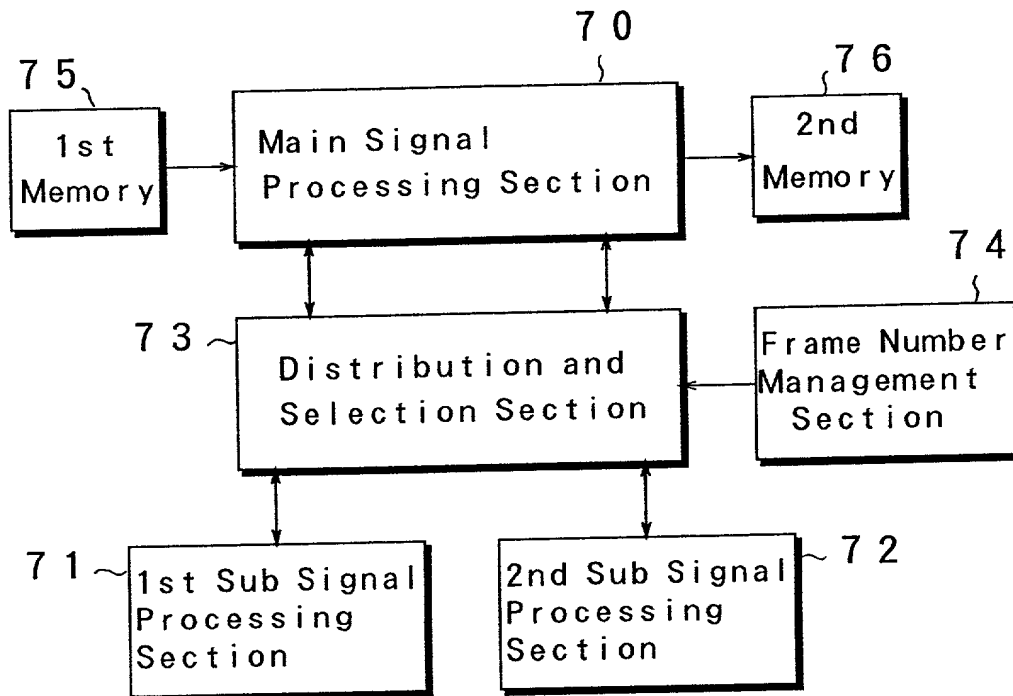 70
75
76
1st
Memory
Main Signal
Processing Section
2nd
Memory
74
73
Distribution and
Selection Section
Frame Number
Management
Section
71
1st Sub Signal
Processing
Section
72
2nd Sub Signal
Processing
Section